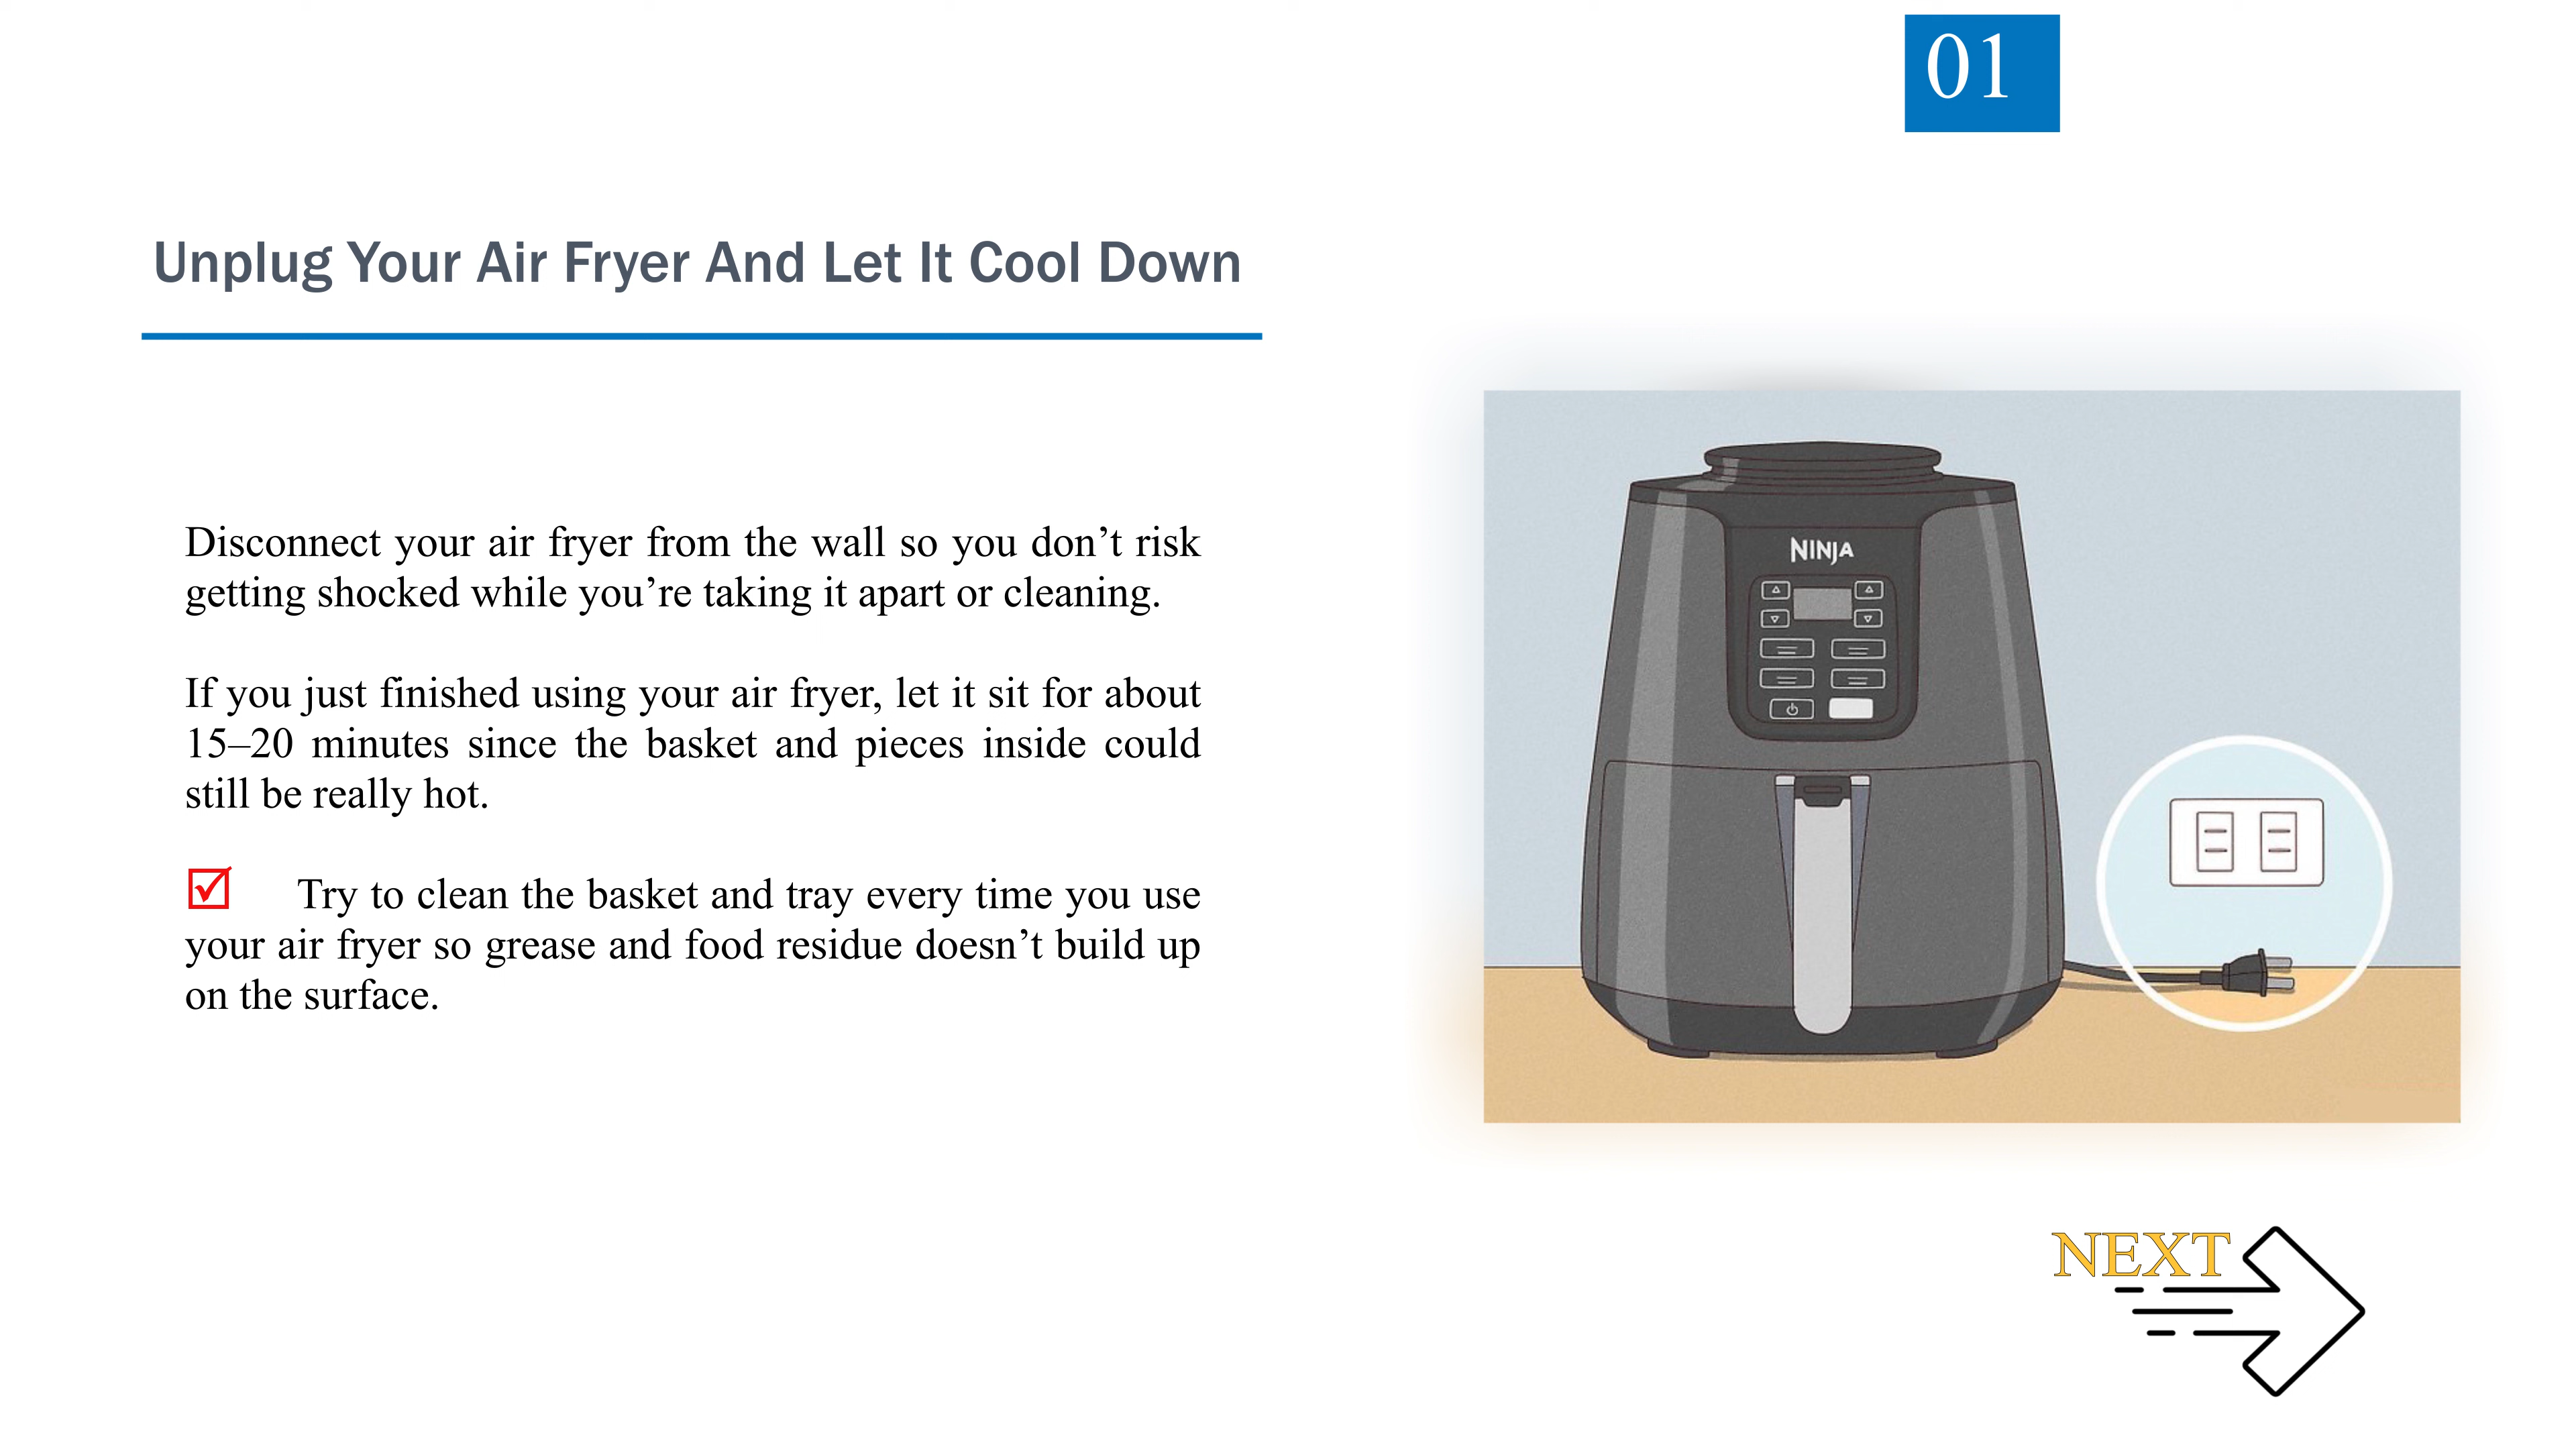 01
Unplug Your Air Fryer And Let It Cool Down
Disconnect your air fryer from the wall so you don’t risk
getting shocked while you’re taking it apart or cleaning.
If you just finished using your air fryer, let it sit for about
15–20 minutes since the basket and pieces inside could
still be really hot.
Try to clean the basket and tray every time you use
your air fryer so grease and food residue doesn’t build up
on the surface.
NINJA
NEXT